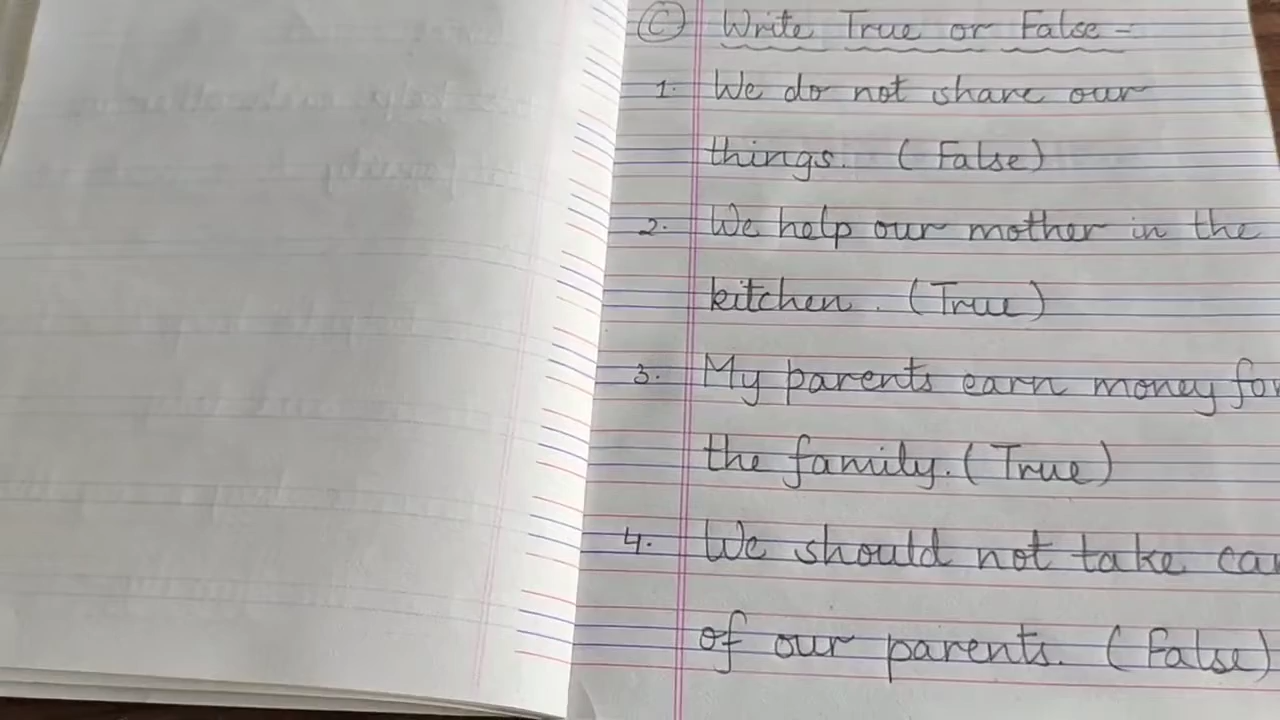 C Write True or False -
1. We do not share our
things. (False)
2. We help our mother in the
kitchen. (True)
3. My parents earn money for
the family. (True)
4. We should not take
of our parents. (False)